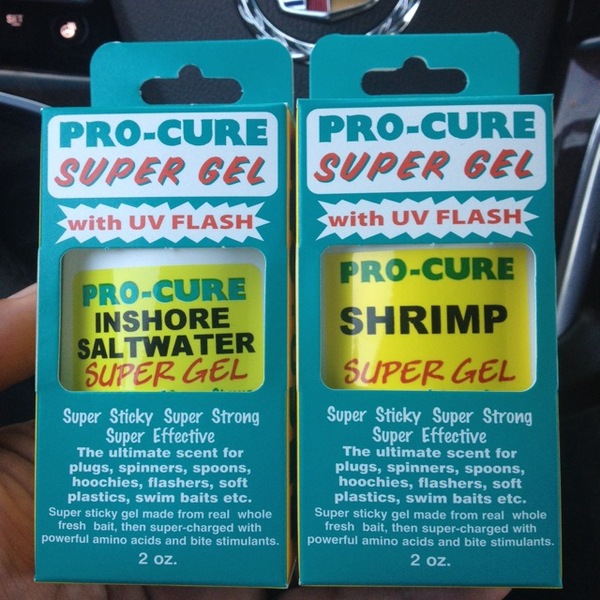 PRO-CURE
SUPER GEL
with UV FLASH
PRO-CURE
INSHORE
SALTWATER
SUPER GEL
Super Sticky Super Strong
Super Effective
The ultimate scent for
plugs, spinners, spoons,
hoochies, flashers, soft
plastics, swim baits etc.
Super sticky gel made from real whole
fresh bait, then super-charged with
powerful amino acids and bite stimulants.
2 oz.
PRO-CURE
SUPER GEL
with UV FLASH
PRO-CURE
SHRIMP
SUPER GEL
Super Sticky Super Strong
Super Effective
The ultimate scent for
plugs, spinners, spoons,
hoochies, flashers, soft
plastics, swim baits etc.
Super sticky gel made from real whole
fresh bait, then super-charged with
powerful amino acids and bite stimulants.
2 oz.